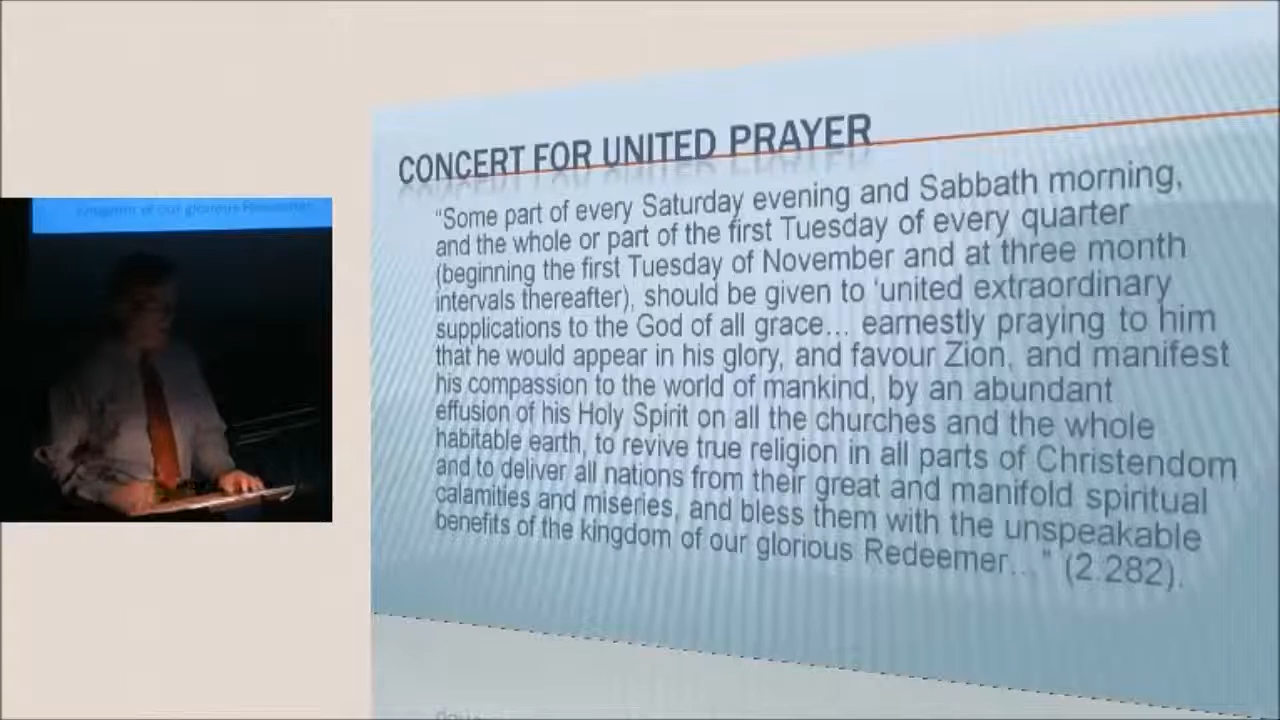 CONCERT FOR UNITED PRAYER
"Some part of every Saturday evening and Sabbath morning,
and the whole or part of the first Tuesday of every quarter
(beginning the first Tuesday of November and at three month
intervals thereafter), should be given to 'united extraordinary
supplications to the God of all grace... earnestly praying to him
that he would appear in his glory, and favour Zion, and manifest
his compassion to the world of mankind, by an abundant
effusion of his Holy Spirit on all the churches and the whole
habitable earth, to revive true religion in all parts of Christendom
and to deliver all nations from their great and manifold spiritual
calamities and miseries, and bless them with the unspeakable
benefits of the kingdom of our glorious Redeemer..." (2.282).
kingdom of our glorious Redeemer